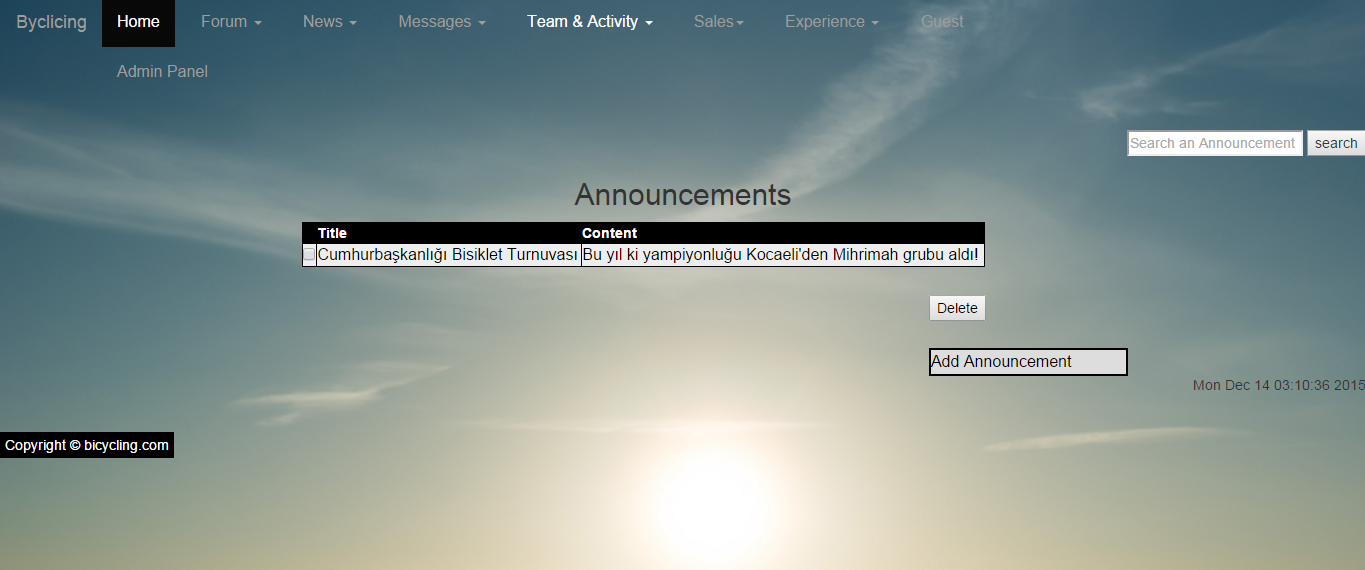 Byclicing Home Forum News Messages Team & Activity Sales Experience Guest
Admin Panel
Search an Announcement search
Announcements
Title Content
Cumhurbaşkanlığı Bisiklet Turnuvası Bu yıl ki yampiyonluğu Kocaeli'den Mihrimah grubu aldı!
Delete
Add Announcement
Mon Dec 14 03:10:36 2015
Copyright © bicycling.com